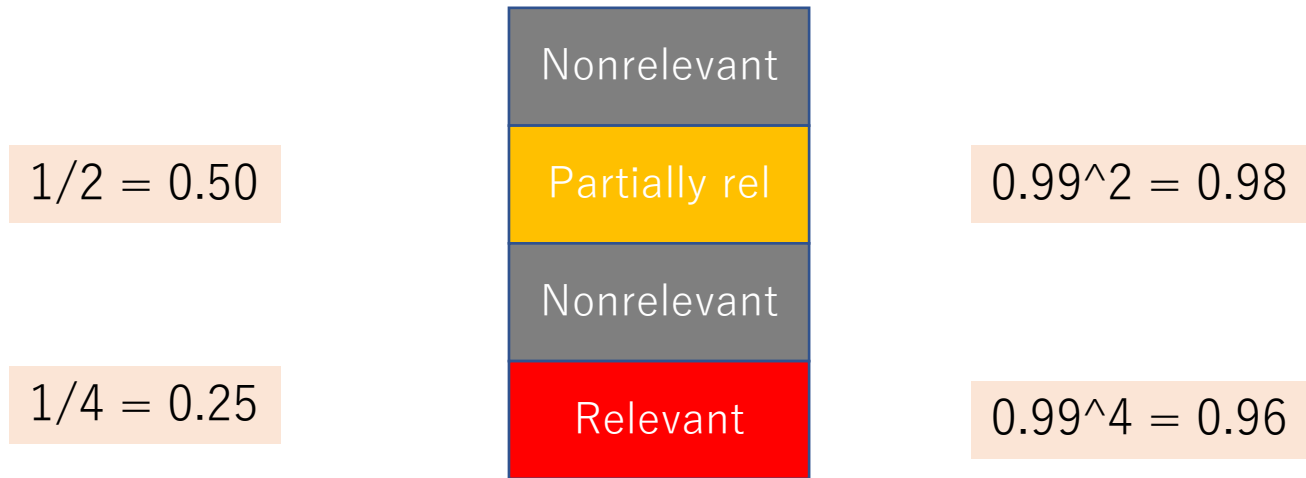 Nonrelevant
1/2 = 0.50
Partially rel
0.99^2 = 0.98
Nonrelevant
1/4 = 0.25
Relevant
0.99^4 = 0.96